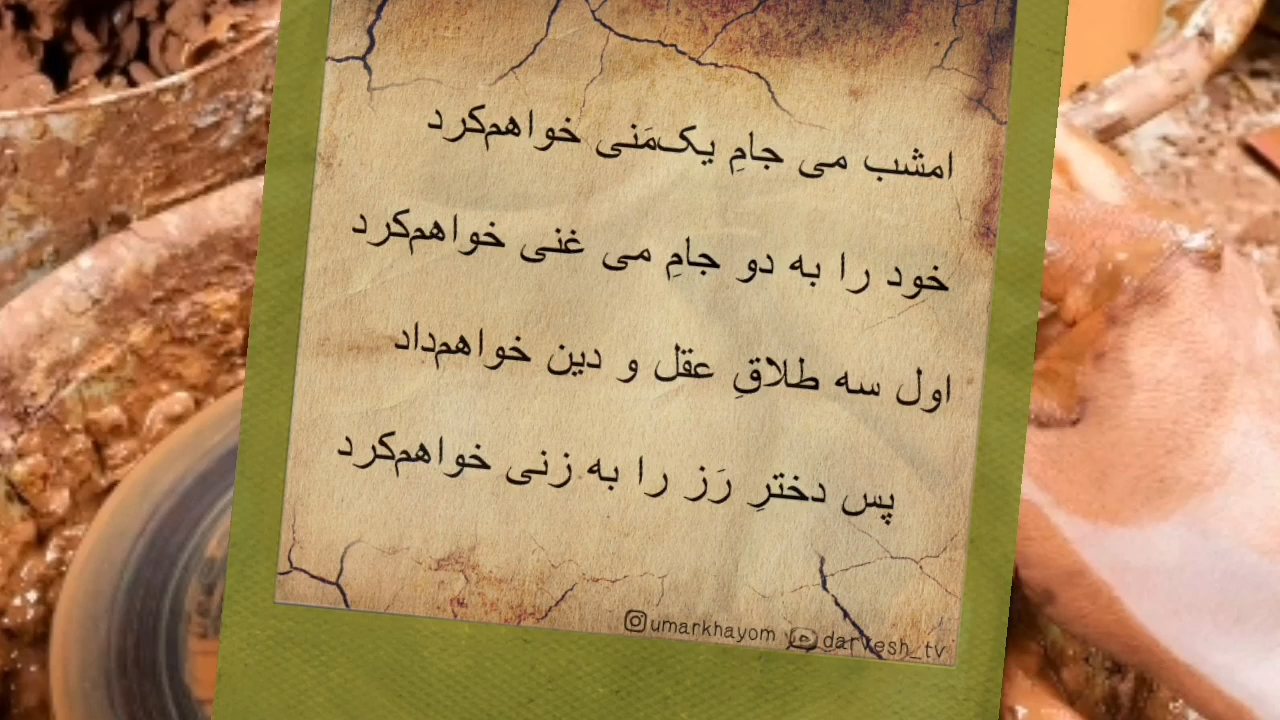 امشب می جامِ یک‌مَنی خواهم‌کرد
خود را به دو جامِ می غنی خواهم‌کرد
اول سه طلاقِ عقل و دین خواهم‌داد
پس دخترِ رَز را به زنی خواهم‌کرد
umarkhayom darvesh_tv